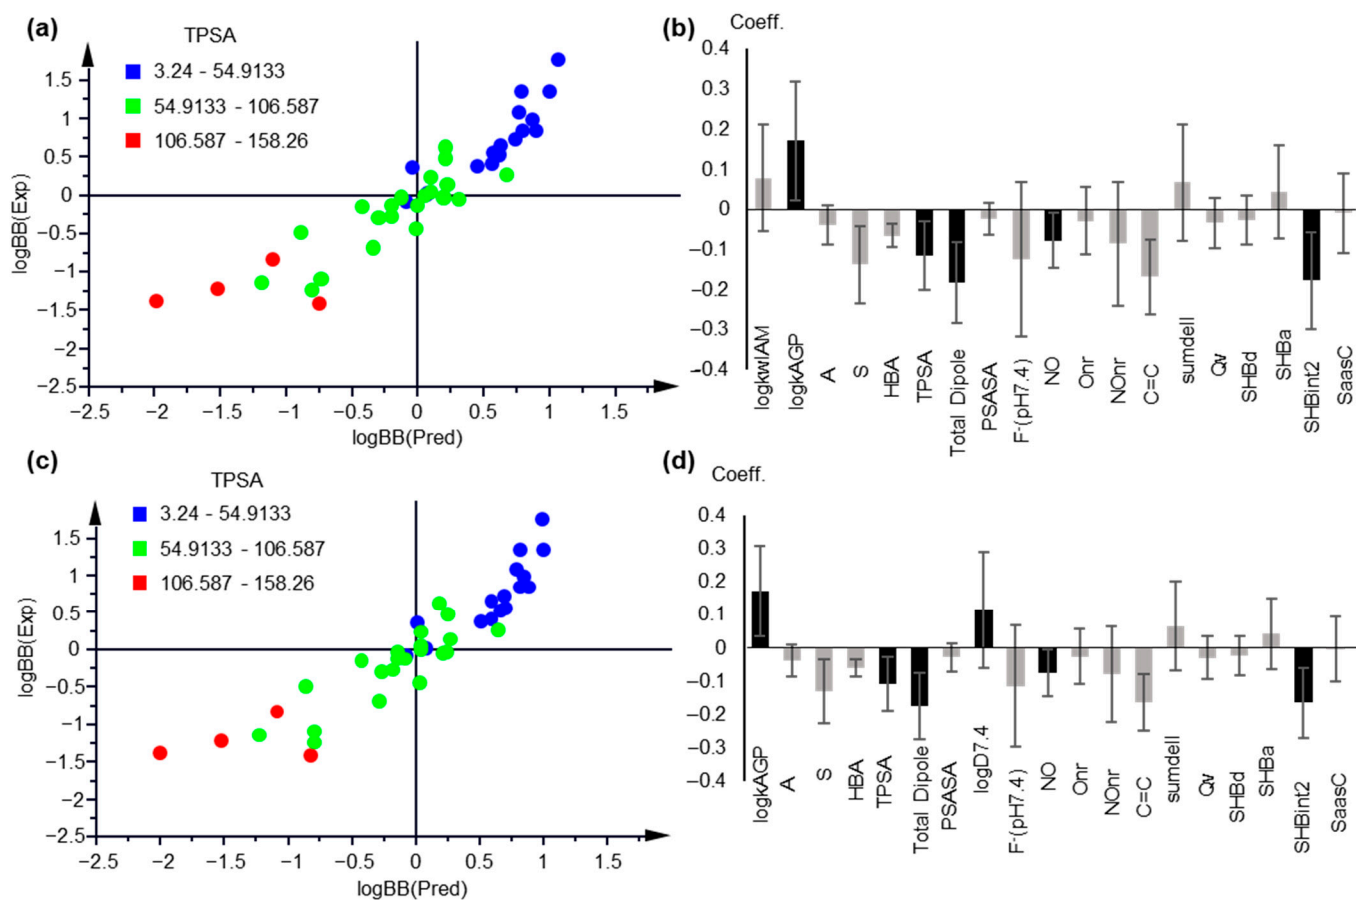 (a)
TPSA
3.24 - 54.9133
54.9133 - 106.587
106.587 - 158.26
logBB(Exp)
1.5
1
0.5
0
−0.5
−1
−1.5
−2
−2.5
−2.5
−2
−1.5
−1
−0.5
0
0.5
1
1.5
logBB(Pred)
(b)
Coeff.
0.4
0.3
0.2
0.1
0
−0.1
−0.2
−0.3
−0.4
logkwIAM
logkAGP
A
S
HBA
TPSA
Total Dipole
PSASA
F-(pH7.4)
NO
Onr
NOnr
C=C
sumdell
Qv
SHBd
SHBa
SHBint2
SaasC
(c)
TPSA
3.24 - 54.9133
54.9133 - 106.587
106.587 - 158.26
logBB(Exp)
1.5
1
0.5
0
−0.5
−1
−1.5
−2
−2.5
−2.5
−2
−1.5
−1
−0.5
0
0.5
1
1.5
logBB(Pred)
(d)
Coeff.
0.4
0.3
0.2
0.1
0
−0.1
−0.2
−0.3
−0.4
logkAGP
A
S
HBA
TPSA
Total Dipole
PSASA
logD7.4
F-(pH7.4)
NO
Onr
NOnr
C=C
sumdell
Qv
SHBd
SHBa
SHBint2
SaasC